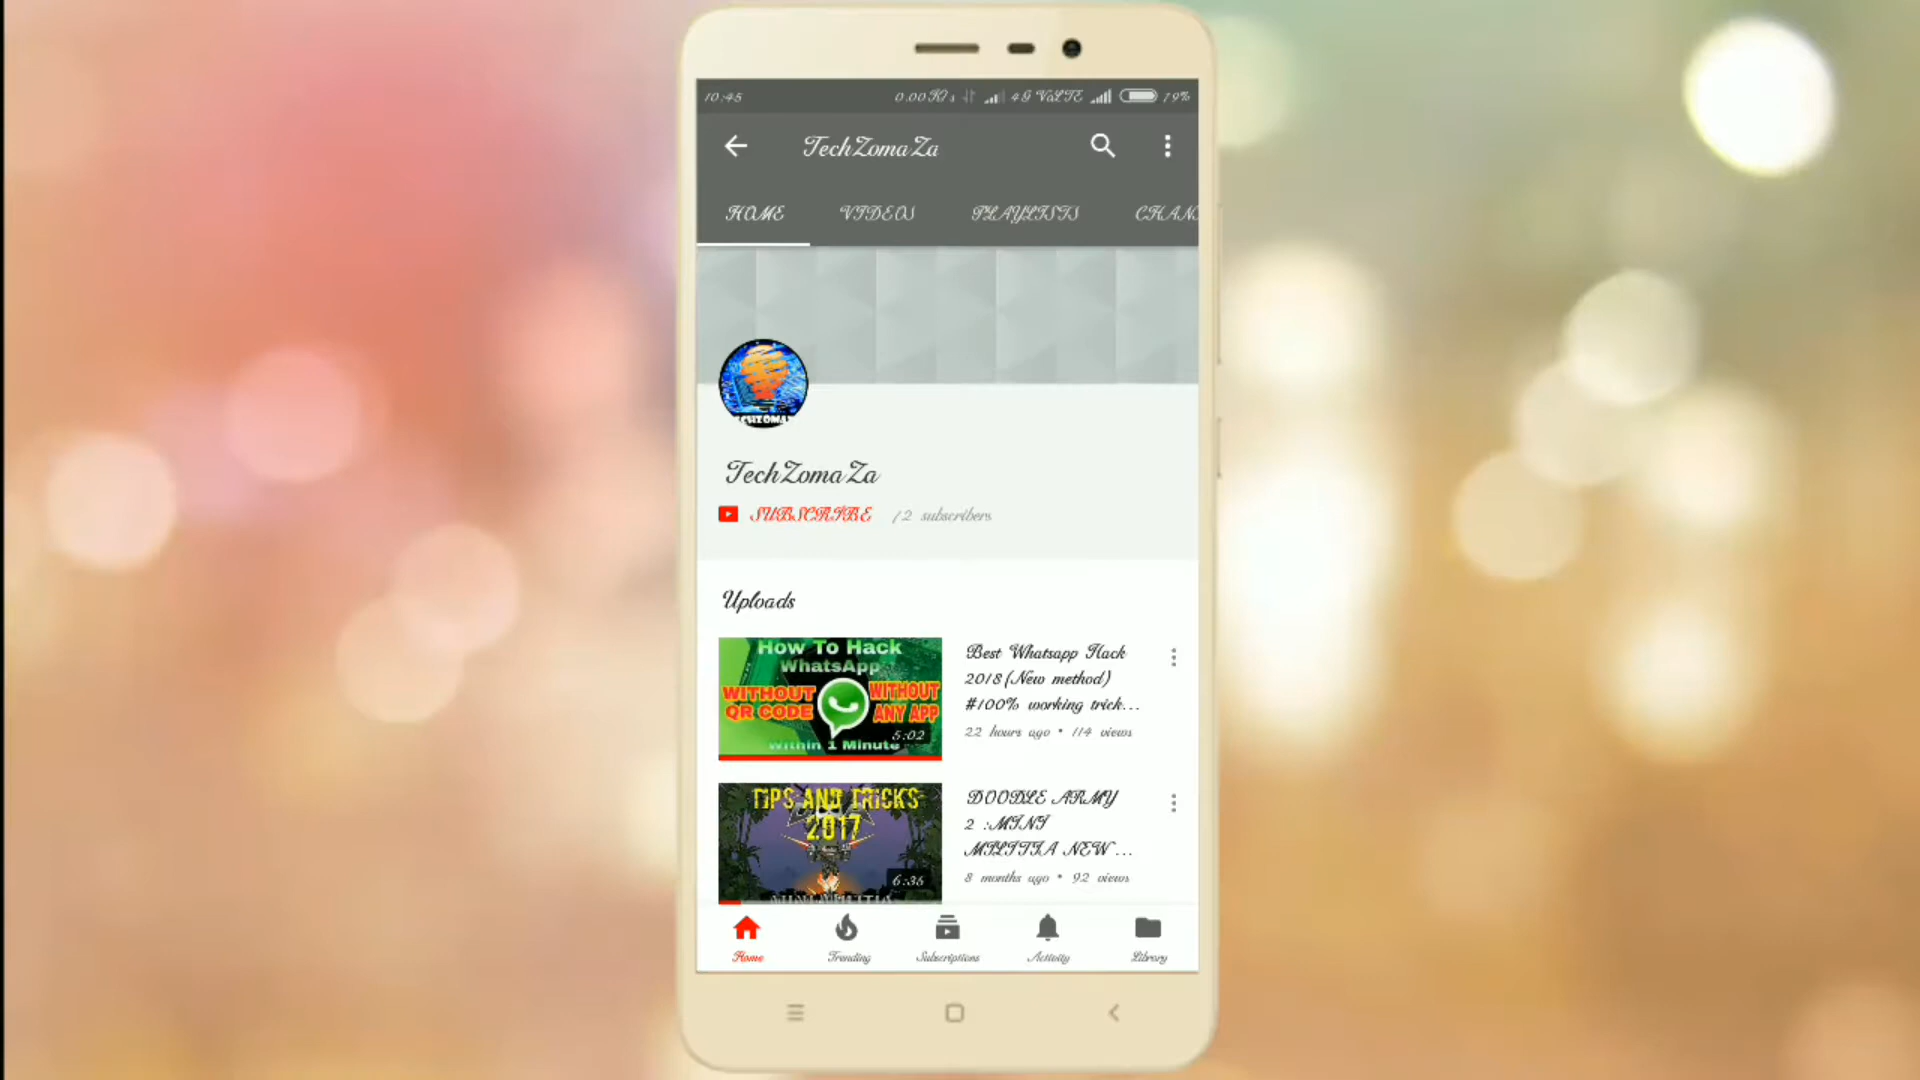 10:45 0.00K/s 4G VoLTE 79%
TechZomaZa
HOME VIDEOS PLAYLISTS CHAN
TechZomaZa
SUBSCRIBE 12 subscribers
Uploads
How To Hack
WhatsApp
WITHOUT QR CODE
WITHOUT ANY APP
Within 1 Minute
5:02
Best Whatsapp Hack
2018(New method)
#100% working trick...
22 hours ago • 114 views
TIPS AND TRICKS
2017
6:36
DOODLE ARMY
2 :MINI
MILITIA NEW ...
8 months ago • 92 views
Home Trending Subscriptions Activity Library